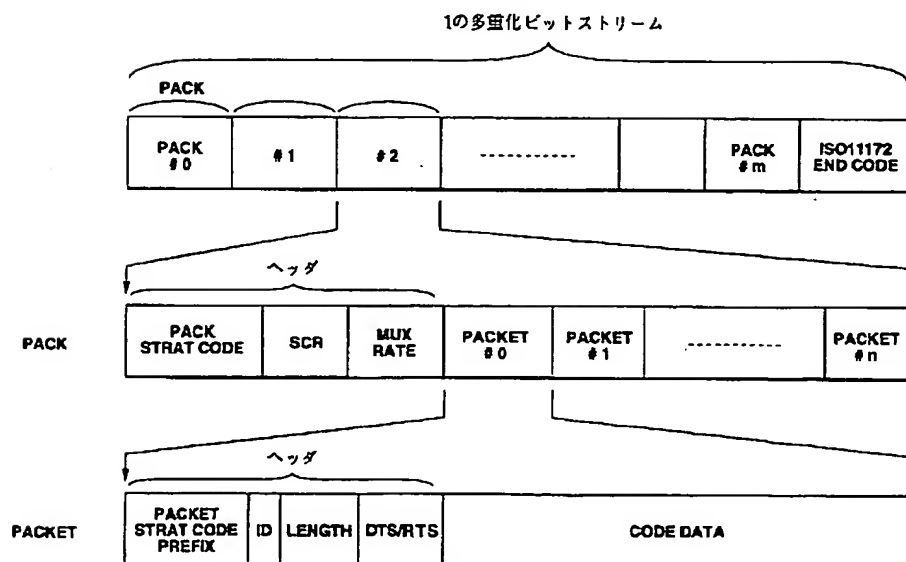 1の多重化ビットストリーム
PACK
PACK
#0
#1
#2
PACK
#m
ISO11172
END CODE
ヘッダ
PACK
PACK
STRAT CODE
SCR
MUX
RATE
PACKET
#0
PACKET
#1
PACKET
#n
ヘッダ
PACKET
PACKET
STRAT CODE
PREFIX
ID
LENGTH
DTS/RTS
CODE DATA